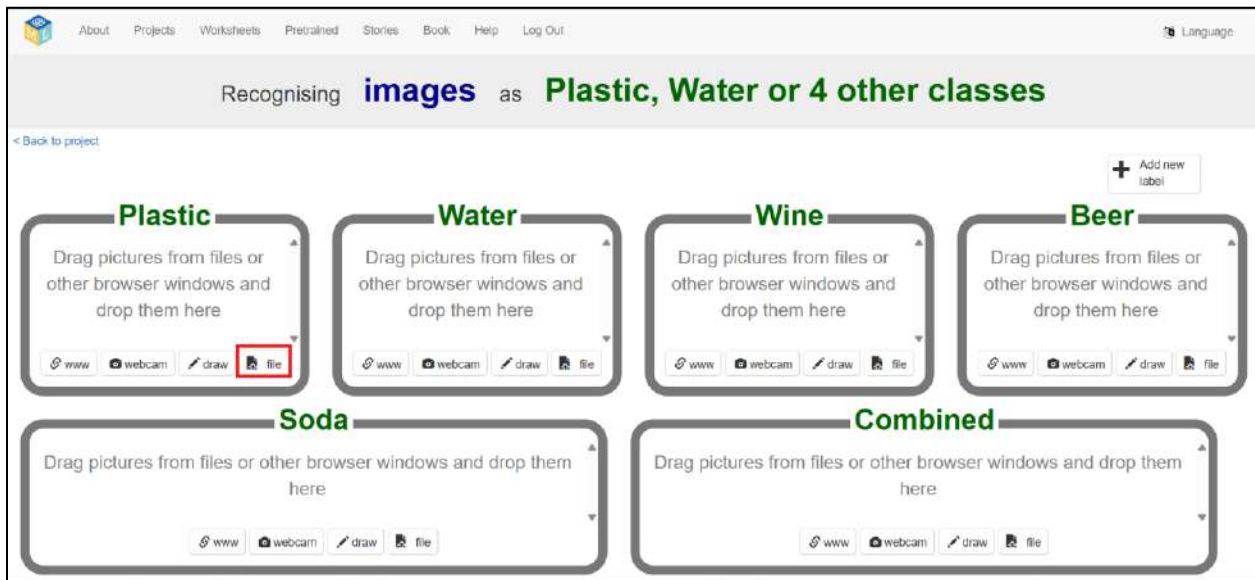 About Projects Worksheets Pretrained Stories Book Help Log Out Language
Recognising images as Plastic, Water or 4 other classes
< Back to project
Add new
label
Plastic Water Wine Beer
Drag pictures from files or
other browser windows and
drop them here
www webcam draw file
Drag pictures from files or
other browser windows and
drop them here
www webcam draw file
Drag pictures from files or
other browser windows and
drop them here
www webcam draw file
Drag pictures from files or
other browser windows and
drop them here
www webcam draw file
Soda Combined
Drag pictures from files or other browser windows and drop them
here
www webcam draw file
Drag pictures from files or other browser windows and drop them
here
www webcam draw file